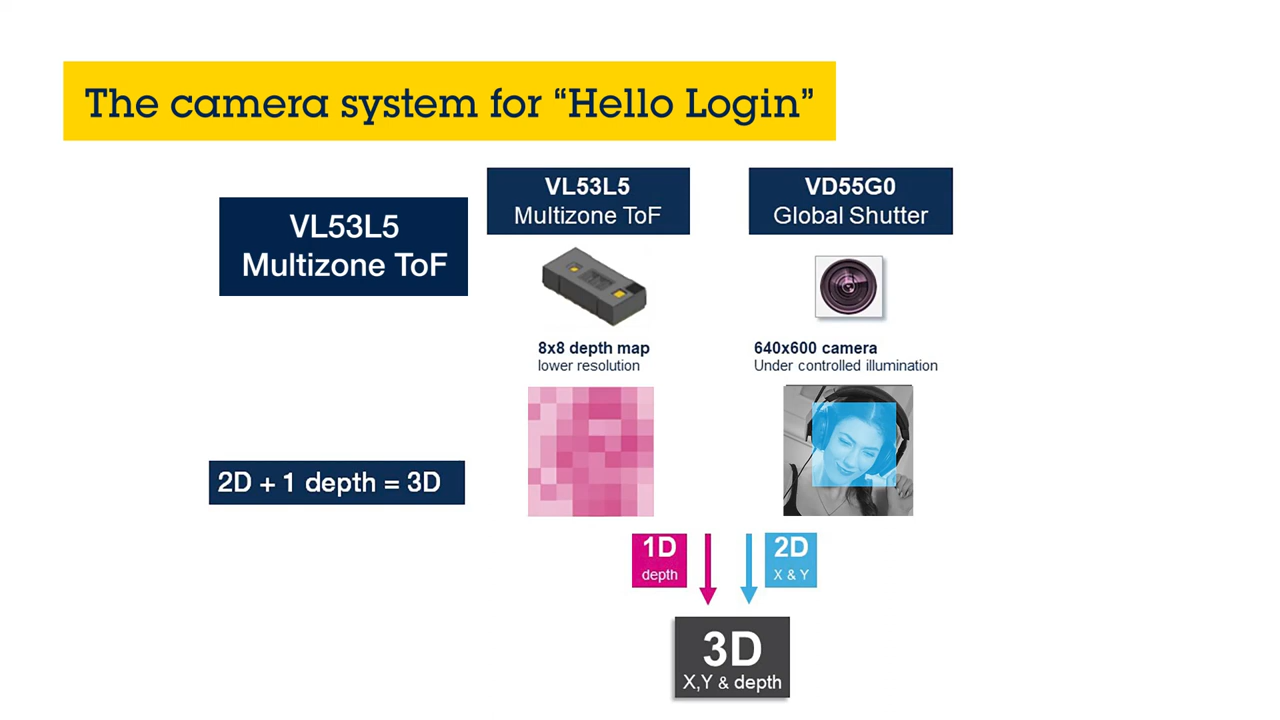 The camera system for “Hello Login”
VL53L5
Multizone ToF
VL53L5
Multizone ToF
VD55G0
Global Shutter
8x8 depth map
lower resolution
640x600 camera
Under controlled illumination
2D + 1 depth = 3D
1D
depth
2D
X & Y
3D
X,Y & depth